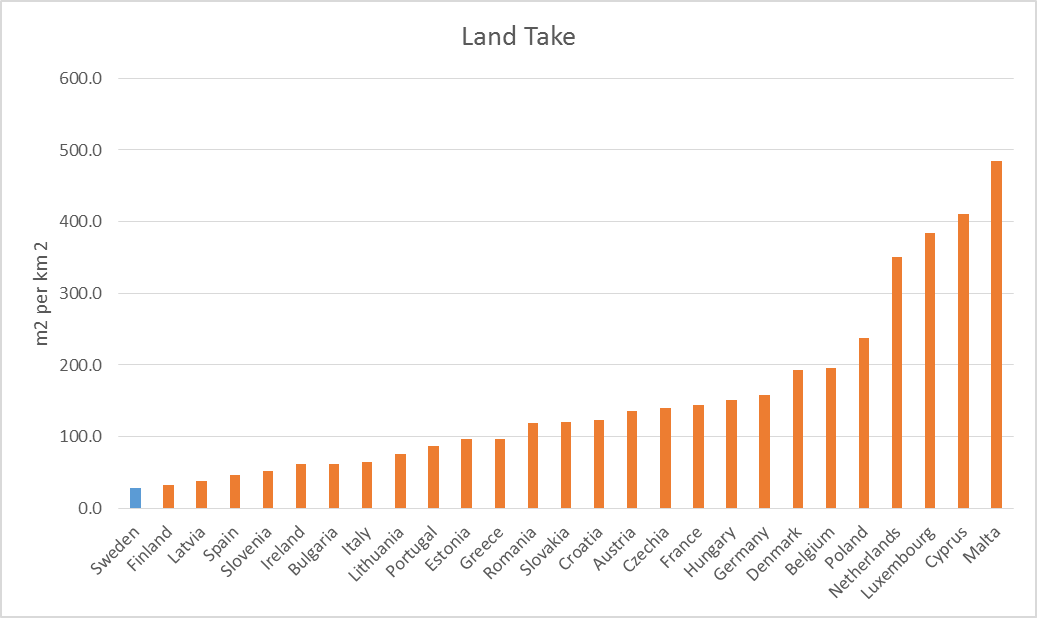 Land Take
m2 per km 2
600.0
500.0
400.0
300.0
200.0
100.0
0.0
Sweden
Finland
Latvia
Spain
Slovenia
Ireland
Bulgaria
Italy
Lithuania
Portugal
Estonia
Greece
Romania
Slovakia
Croatia
Austria
Czechia
France
Hungary
Germany
Denmark
Belgium
Poland
Netherlands
Luxembourg
Cyprus
Malta